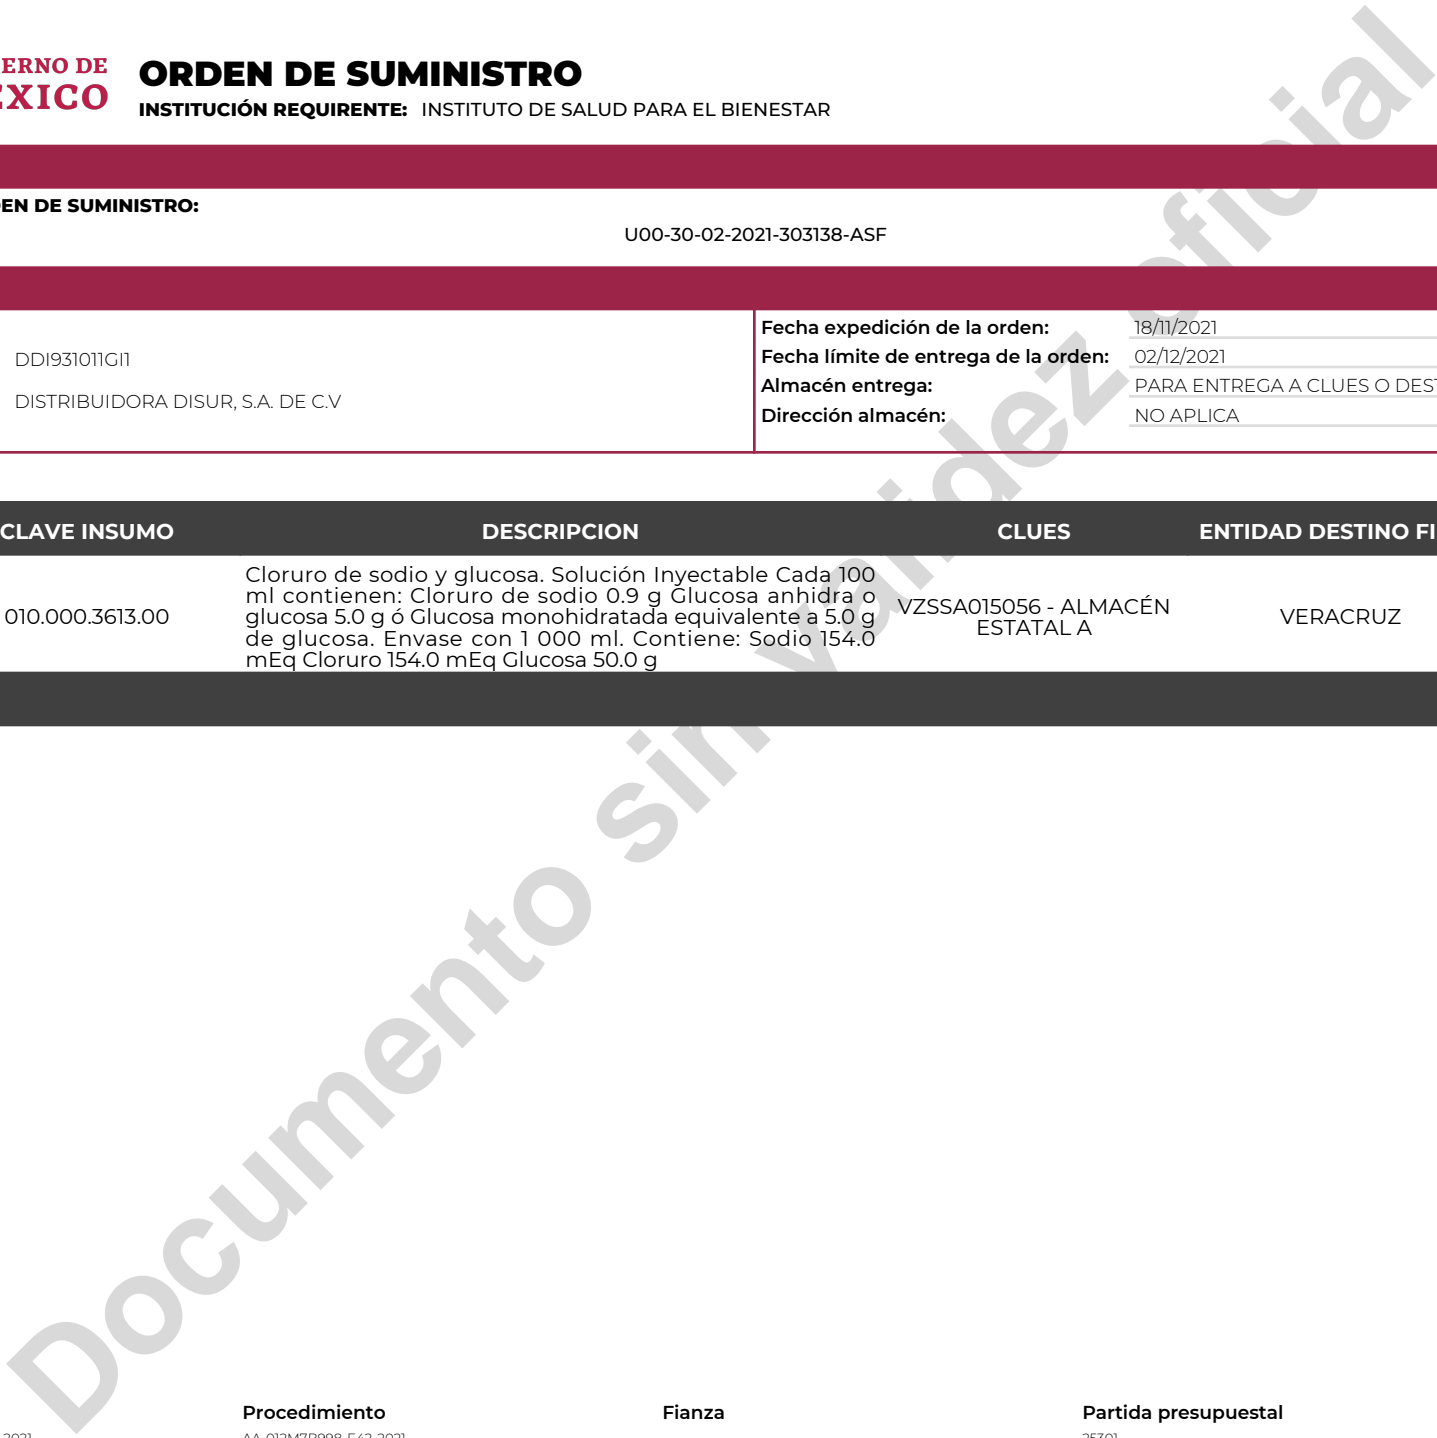 ERNO DE
EXICO
ORDEN DE SUMINISTRO
INSTITUCIÓN REQUIRENTE: INSTITUTO DE SALUD PARA EL BIENESTAR
EN DE SUMINISTRO:
U00-30-02-2021-303138-ASF
DDI931011GI1
DISTRIBUIDORA DISUR, S.A. DE C.V
Fecha expedición de la orden: 18/11/2021
Fecha límite de entrega de la orden: 02/12/2021
Almacén entrega: PARA ENTREGA A CLUES O DEST
Dirección almacén: NO APLICA
CLAVE INSUMO DESCRIPCION CLUES ENTIDAD DESTINO FI
010.000.3613.00
Cloruro de sodio y glucosa. Solución Inyectable Cada 100
ml contienen: Cloruro de sodio 0.9 g Glucosa anhidra o
glucosa 5.0 g ó Glucosa monohidratada equivalente a 5.0 g
de glucosa. Envase con 1 000 ml. Contiene: Sodio 154.0
mEq Cloruro 154.0 mEq Glucosa 50.0 g
VZSSA015056 - ALMACÉN
ESTATAL A
VERACRUZ
Documento sin validez oficial
Procedimiento Fianza Partida presupuestal